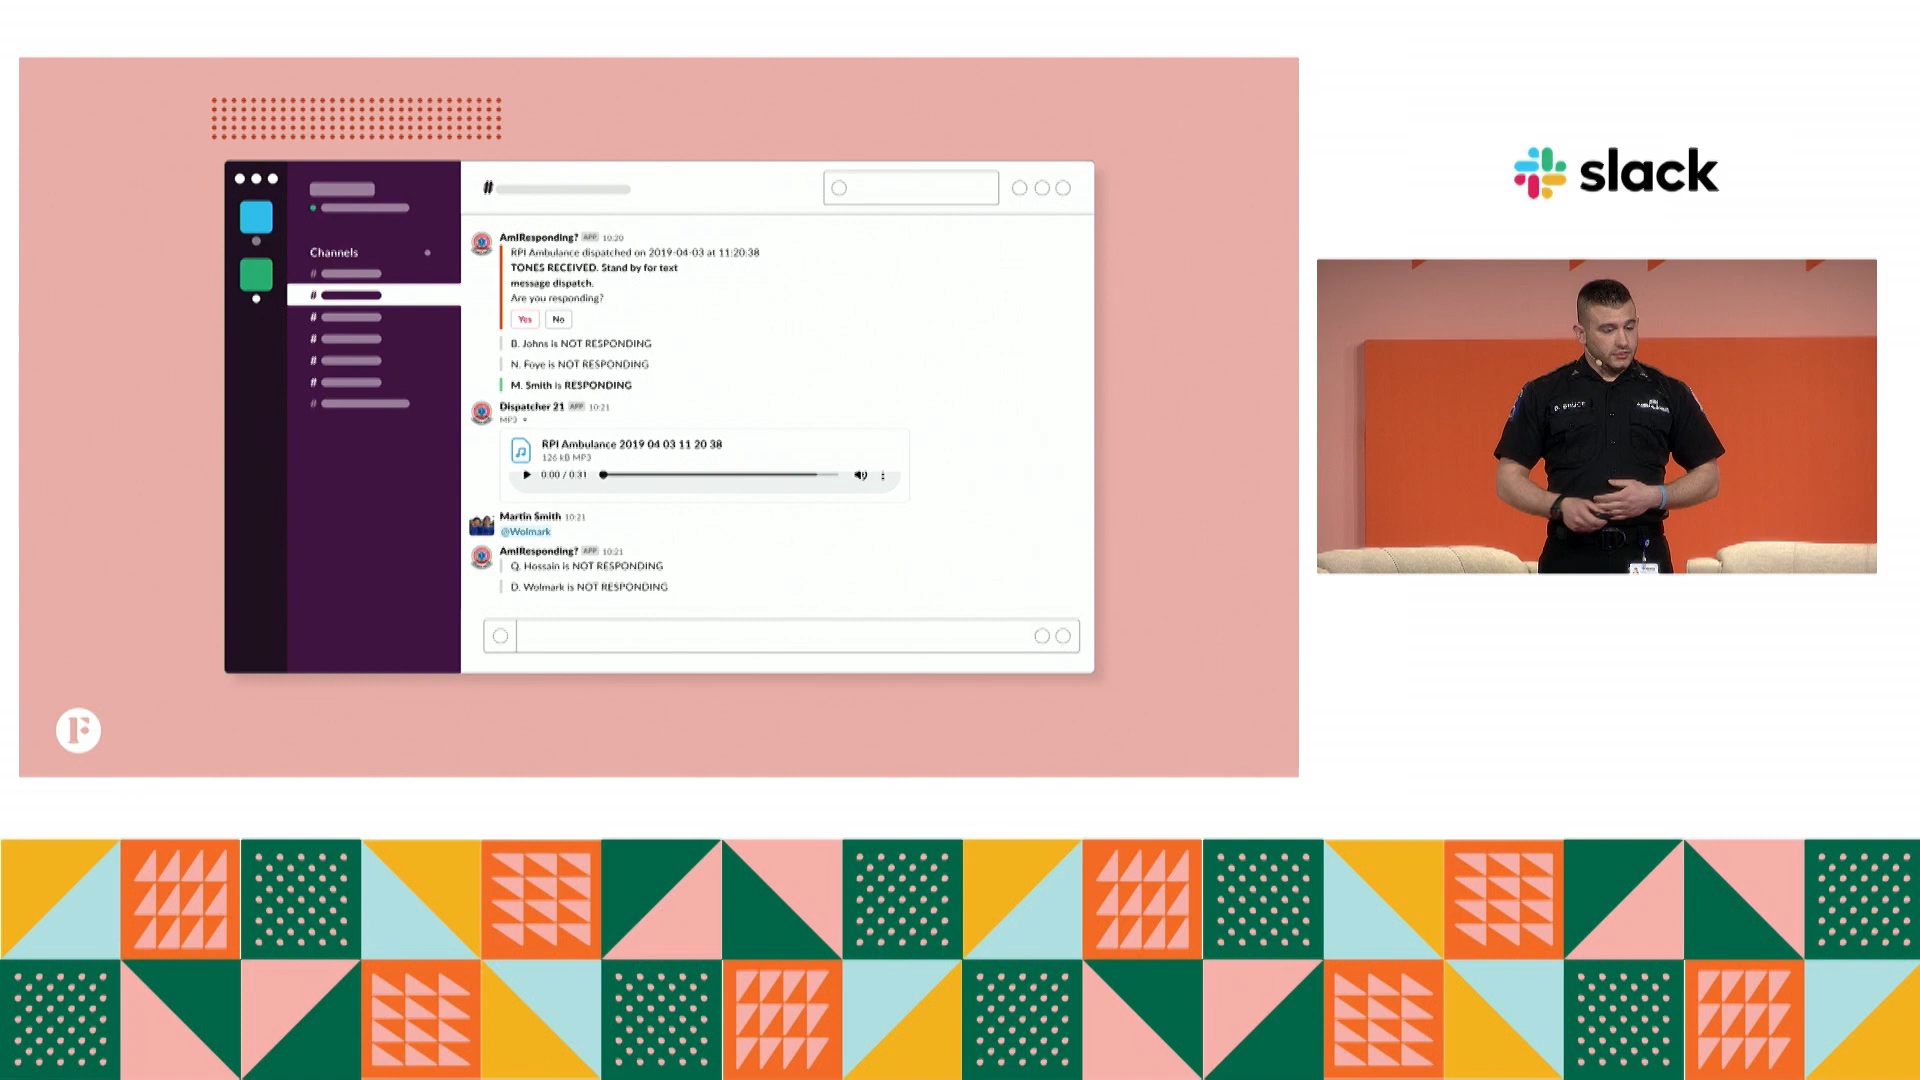 #
AmIResponding? APP 10:20
RPI Ambulance dispatched on 2019-04-03 at 11:20:38
TONES RECEIVED. Stand by for text
message dispatch.
Are you responding?
Yes No
B. Johns is NOT RESPONDING
N. Foye is NOT RESPONDING
M. Smith is RESPONDING
Dispatcher 21 APP 10:21
MP3
RPI Ambulance 2019 04 03 11 20 38
126 kB MP3
0:00 / 0:31
Martin Smith 10:21
@Wolmark
AmIResponding? APP 10:21
Q. Hossain is NOT RESPONDING
D. Wolmark is NOT RESPONDING
Channels
#
#
#
#
#
#
#
F
slack
D. BRUCE